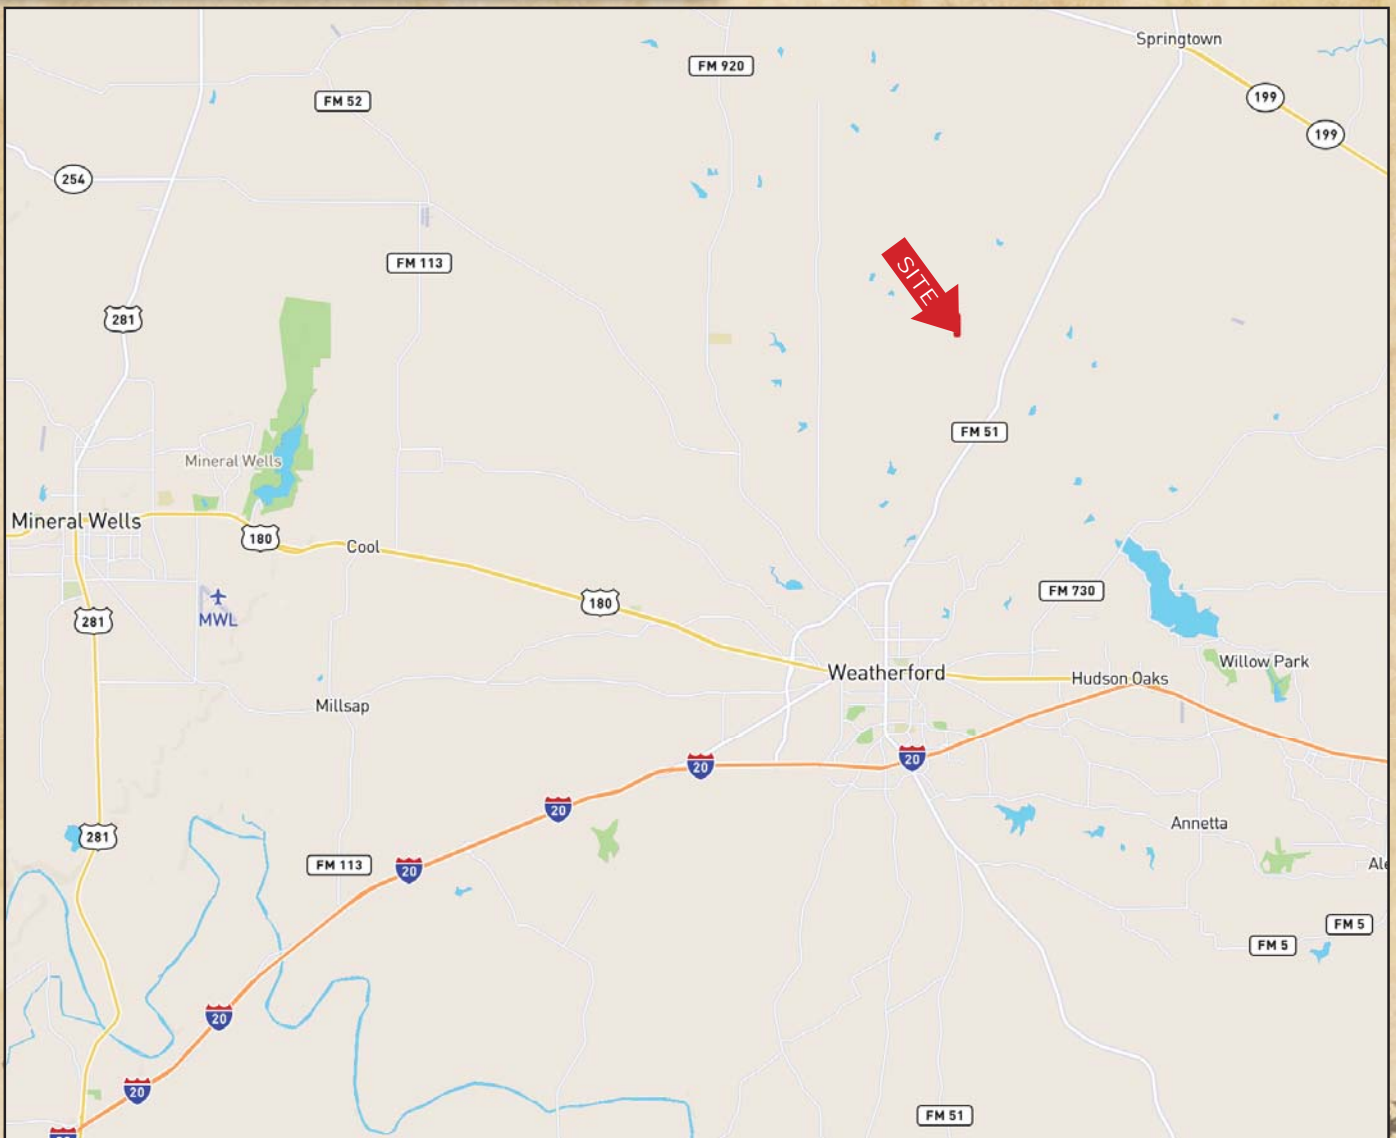 Springtown
FM 920
199
FM 52
199
254
FM 113
SITE
281
FM 51
Mineral Wells
Mineral Wells
180
Cool
FM 730
180
MWL
281
Willow Park
Weatherford
Hudson Oaks
Millsap
20
20
20
Annetta
281
FM 113
20
Ale
FM 5
FM 5
20
20
FM 51